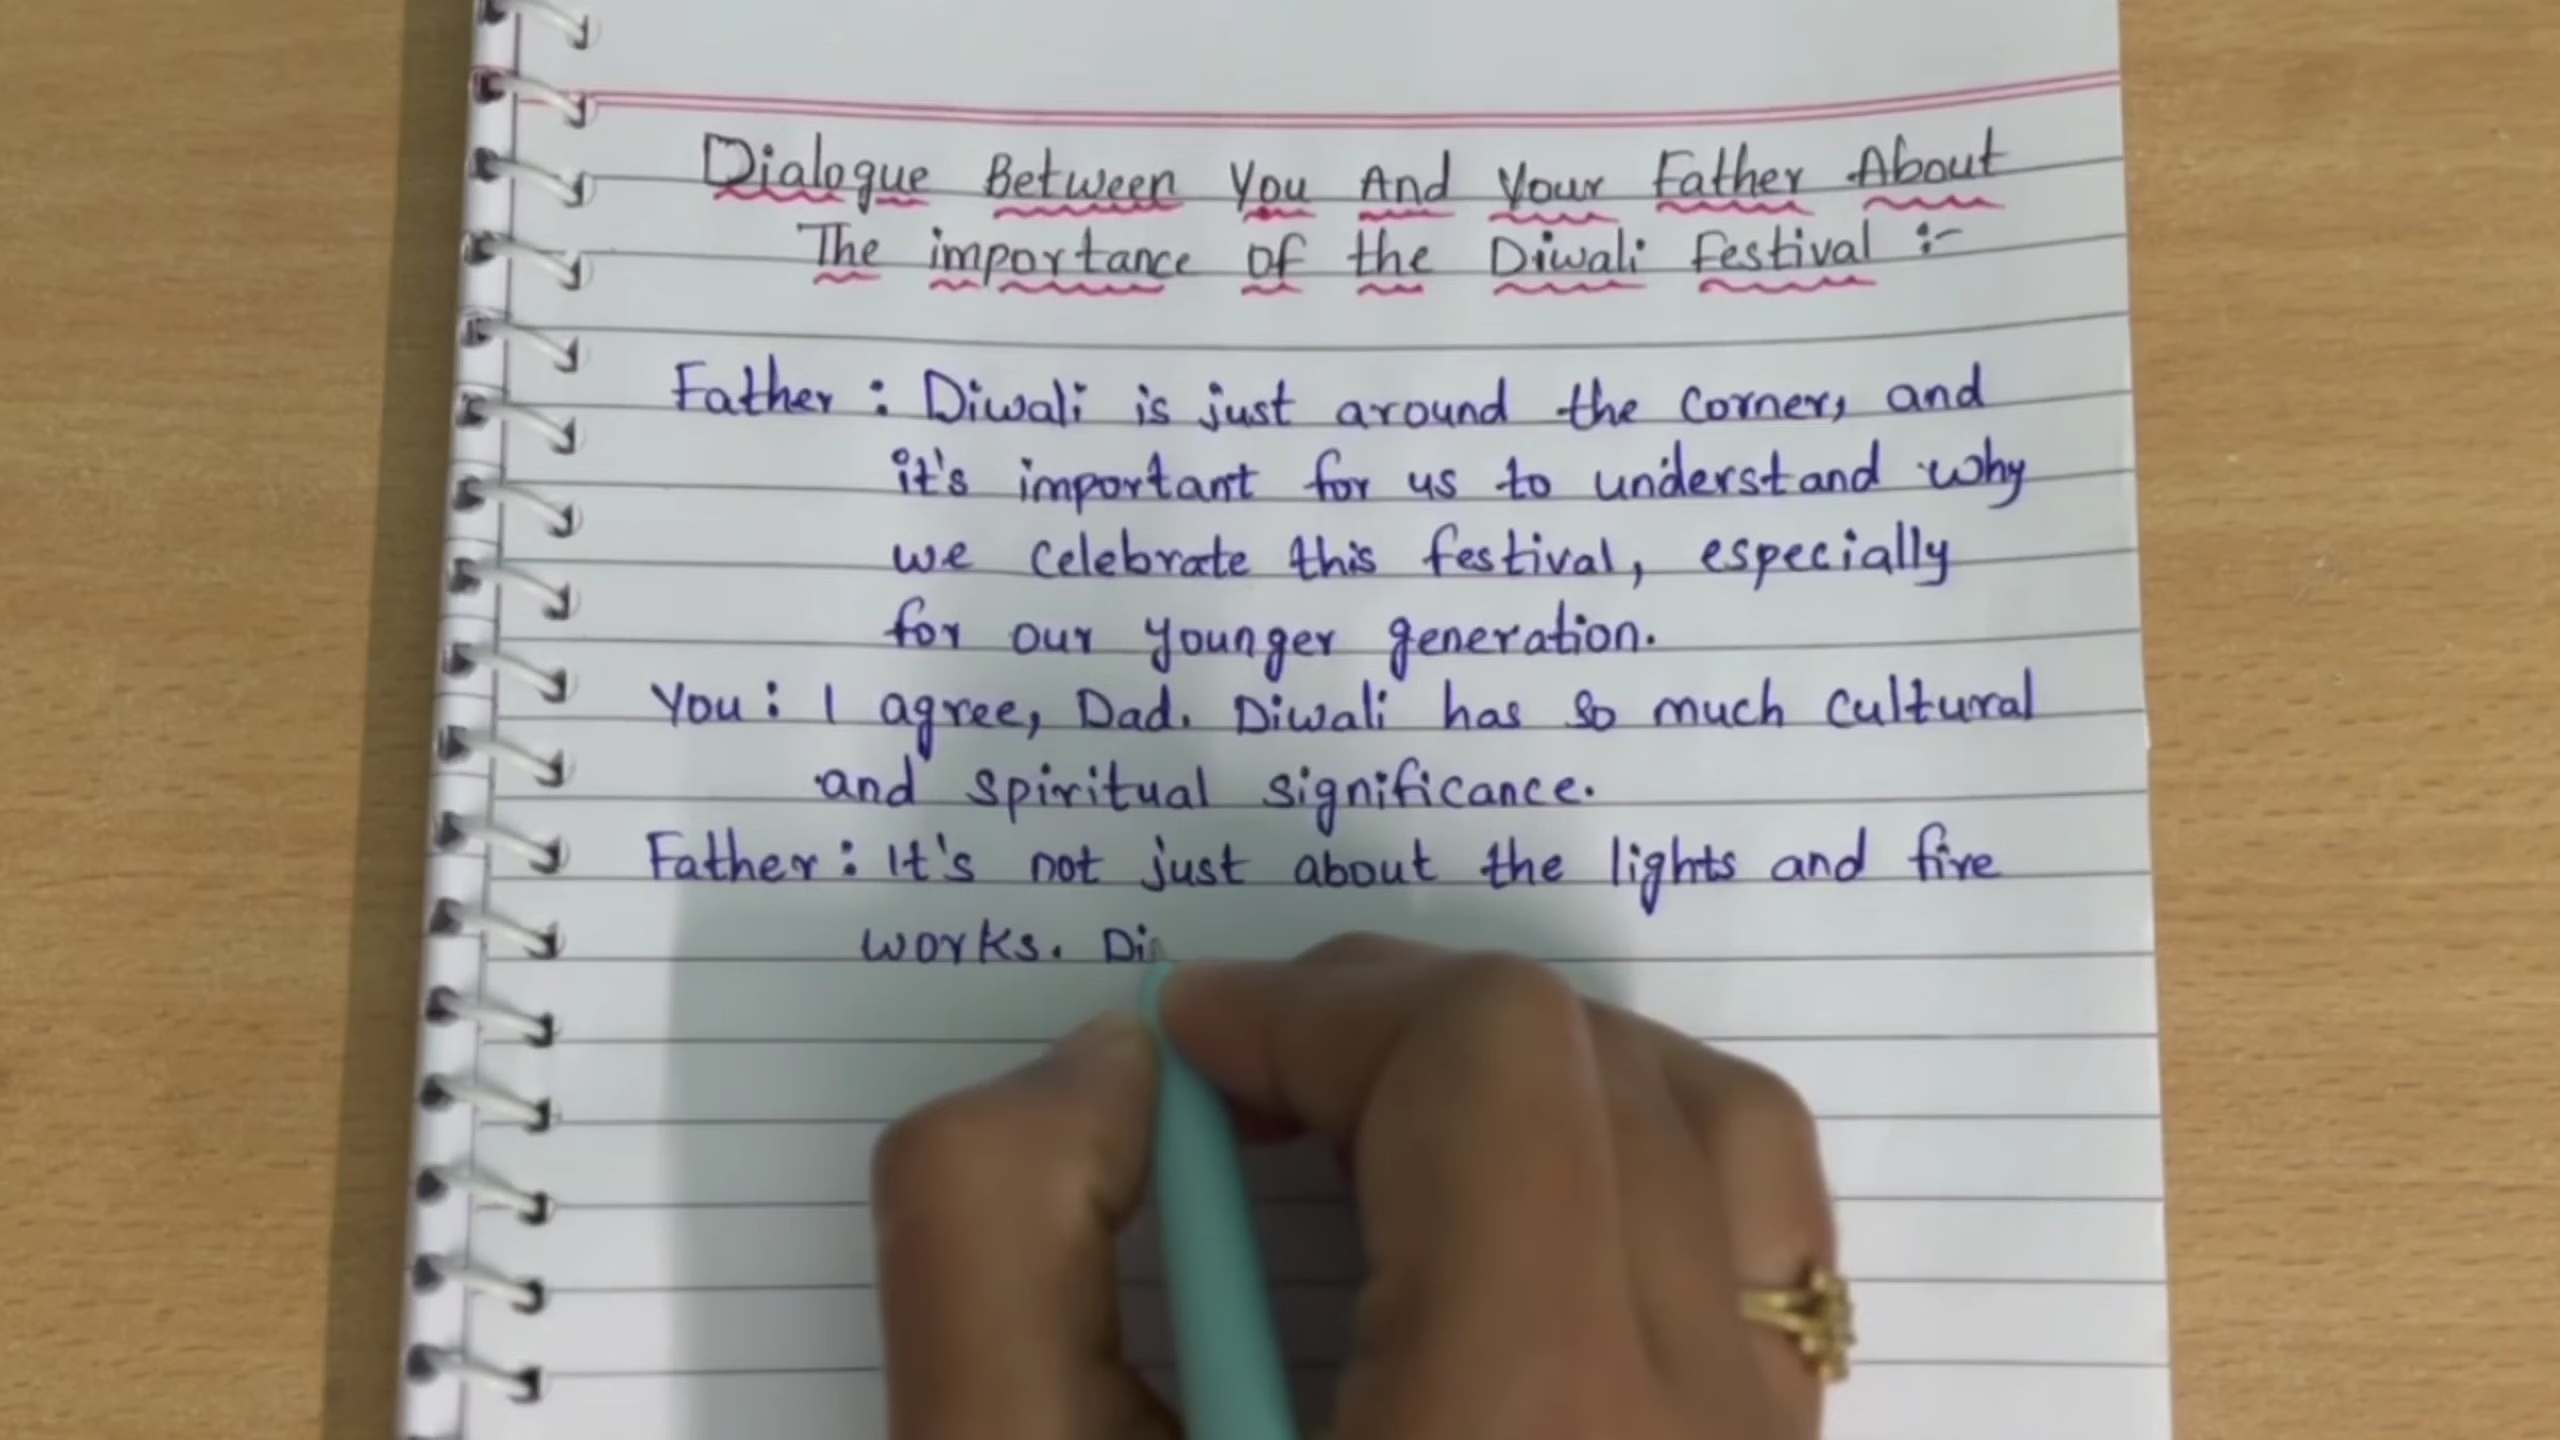 Dialogue Between You And Your Father About
The importance of the Diwali festival :-
Father : Diwali is just around the corner, and
it's important for us to understand why
we celebrate this festival, especially
for our younger generation.
You : I agree, Dad. Diwali has so much cultural
and spiritual significance.
Father : It's not just about the lights and fire
works. Di